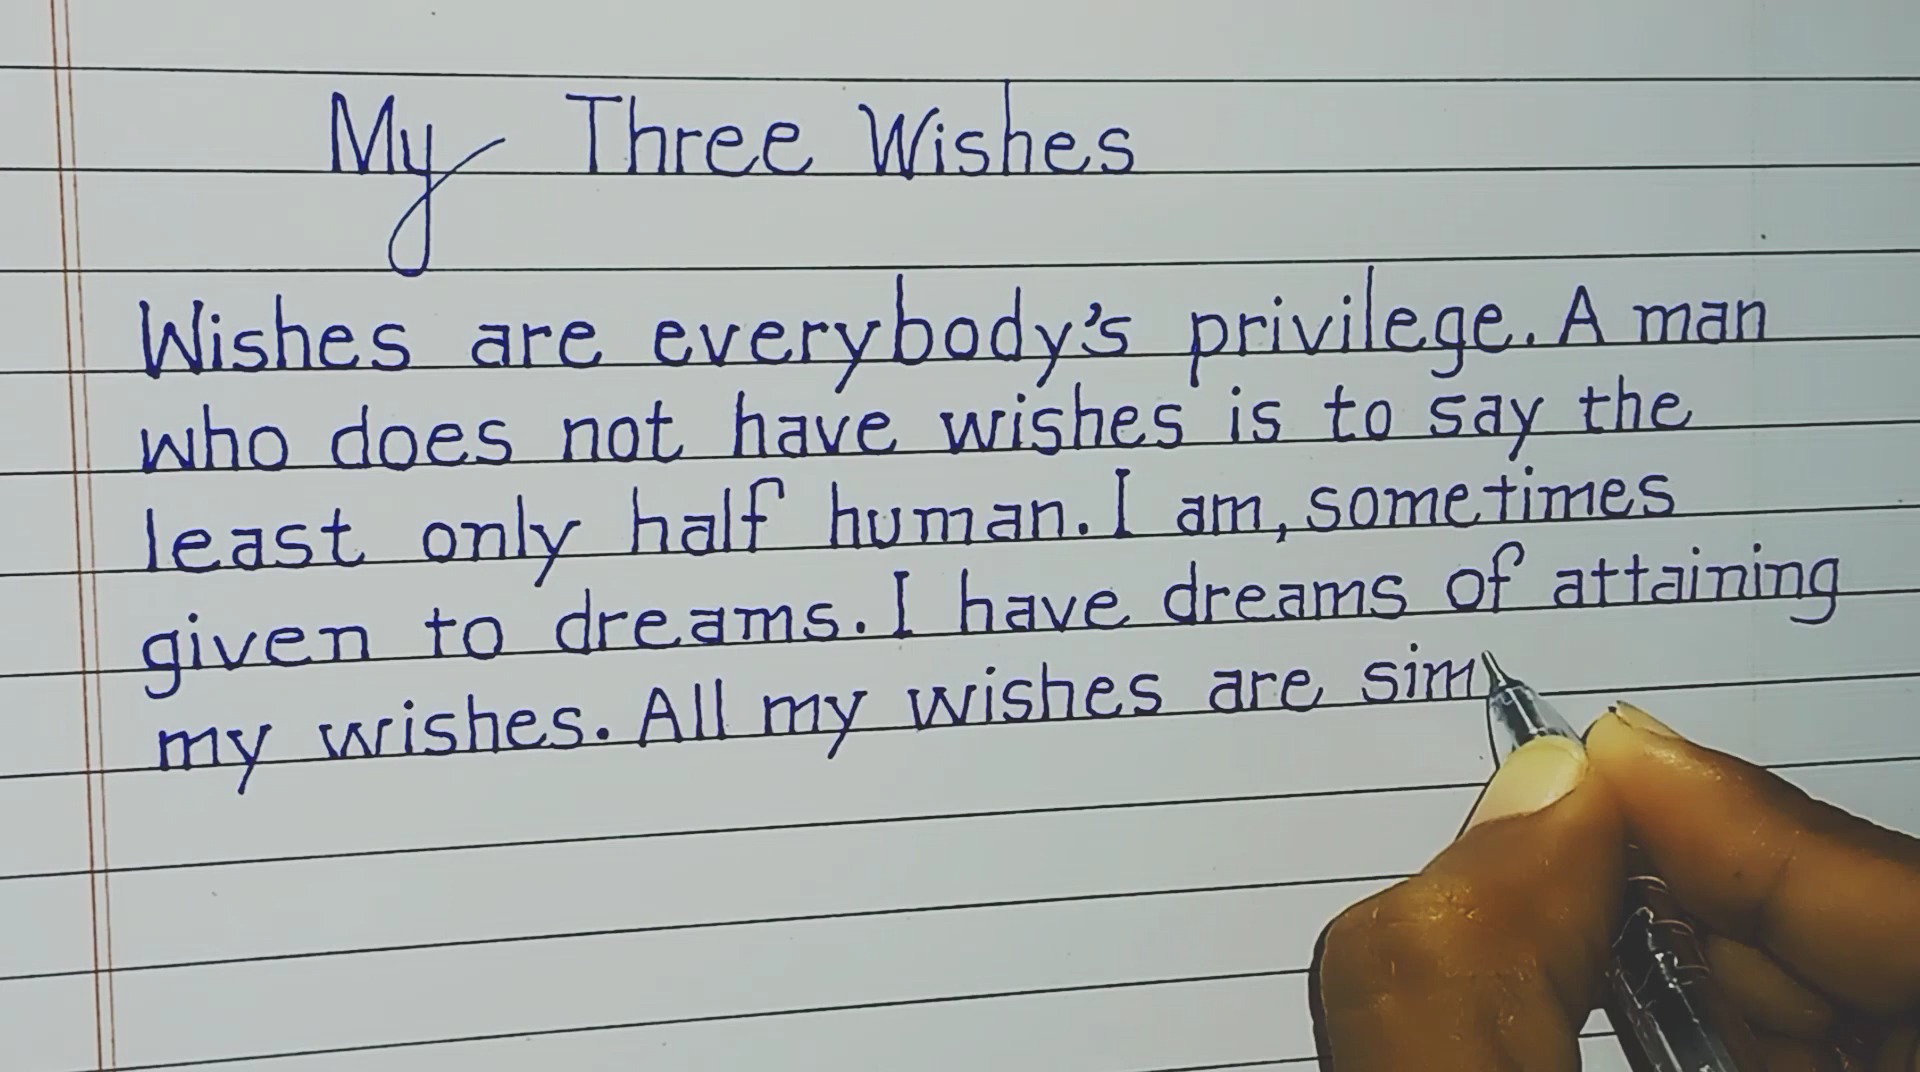 My Three Wishes
Wishes are everybody's privilege. A man
who does not have wishes is to say the
least only half human. I am, sometimes
given to dreams. I have dreams of attaining
my wishes. All my wishes are sim